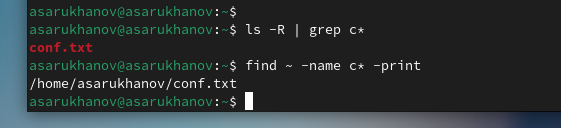 asarukhanov@asarukhanov:~$
asarukhanov@asarukhanov:~$ ls -R | grep c*
conf.txt
asarukhanov@asarukhanov:~$ find ~ -name c* -print
/home/asarukhanov/conf.txt
asarukhanov@asarukhanov:~$